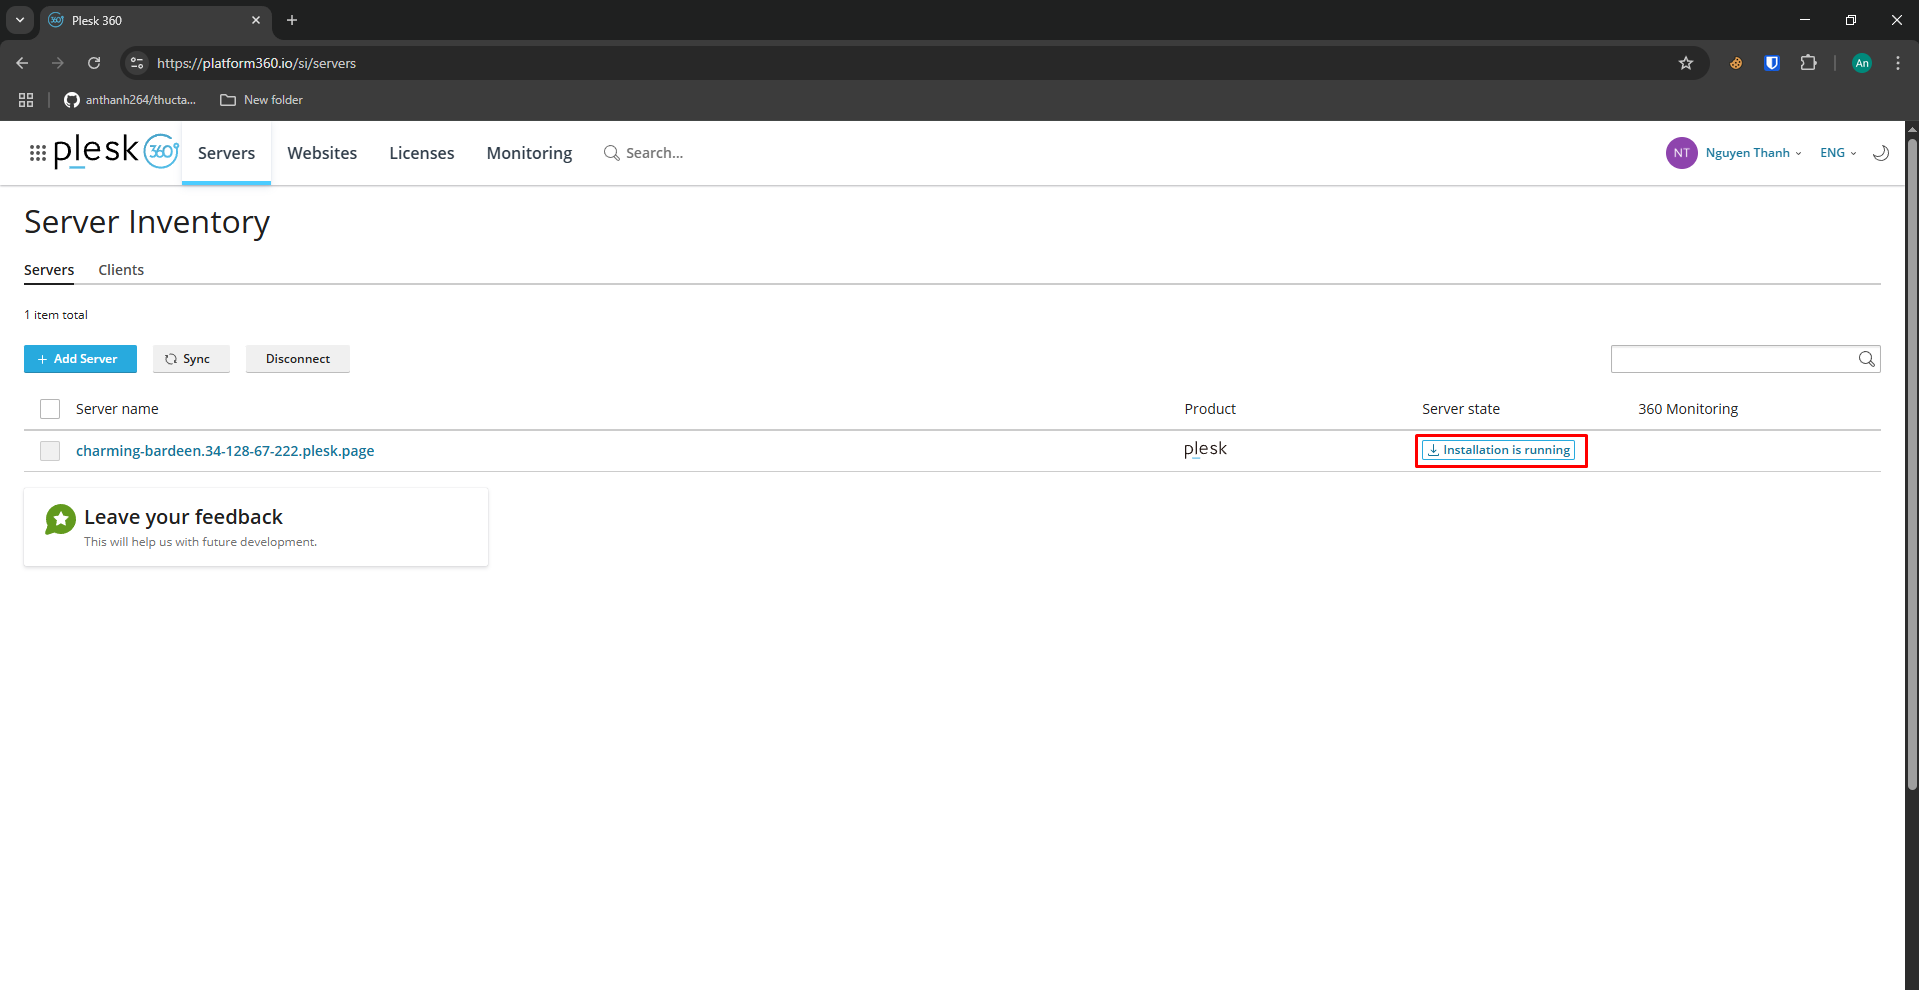 Plesk 360
https://platform360.io/si/servers
An
anthanh264/thucta...
New folder
plesk 360°
Servers
Websites
Licenses
Monitoring
Search...
NT
Nguyen Thanh
ENG
Server Inventory
Servers
Clients
1 item total
+ Add Server
Sync
Disconnect
Server name
Product
Server state
360 Monitoring
charming-bardeen.34-128-67-222.plesk.page
plesk
Installation is running
Leave your feedback
This will help us with future development.